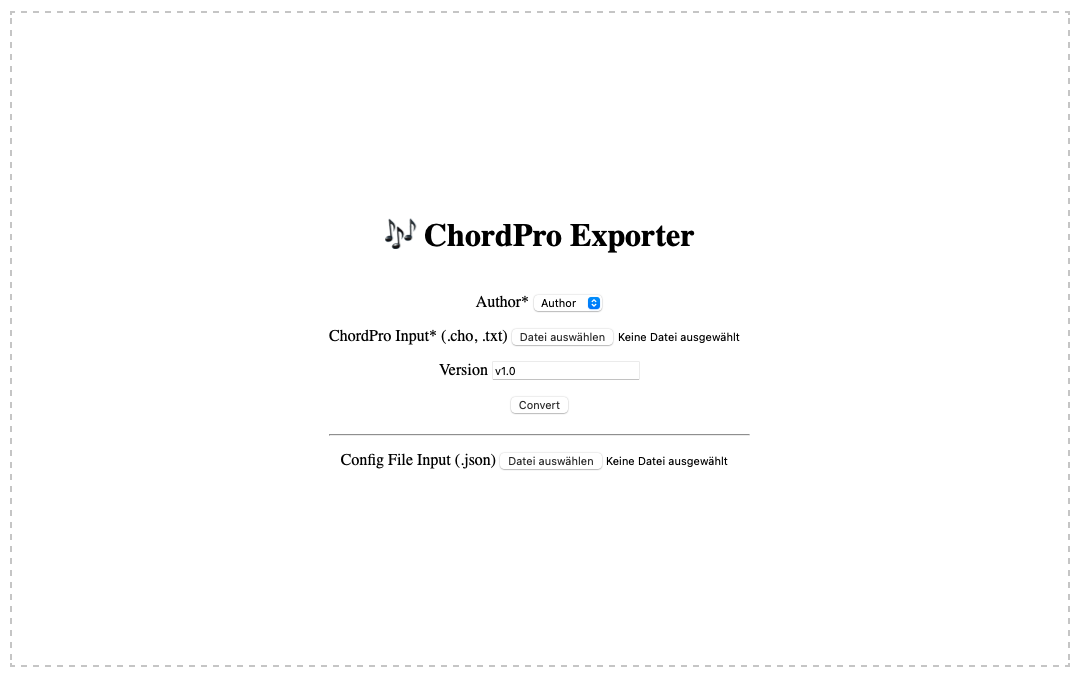 🎶 ChordPro Exporter
Author* Author
ChordPro Input* (.cho, .txt) Datei auswählen Keine Datei ausgewählt
Version v1.0
Convert
Config File Input (.json) Datei auswählen Keine Datei ausgewählt